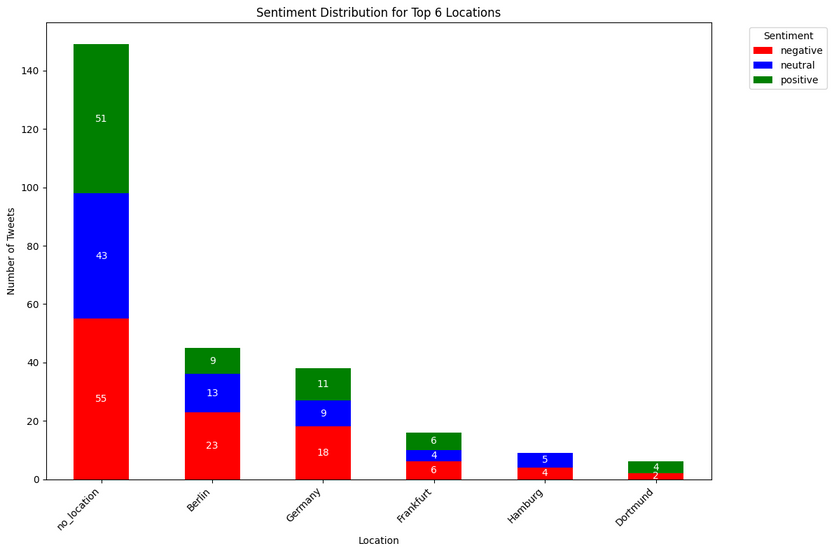 Sentiment Distribution for Top 6 Locations
Sentiment
negative
neutral
positive
Number of Tweets
140
120
100
80
60
40
20
0
51
43
55
9
13
23
11
9
18
6
4
6
5
4
4
2
no_location
Berlin
Germany
Frankfurt
Hamburg
Dortmund
Location